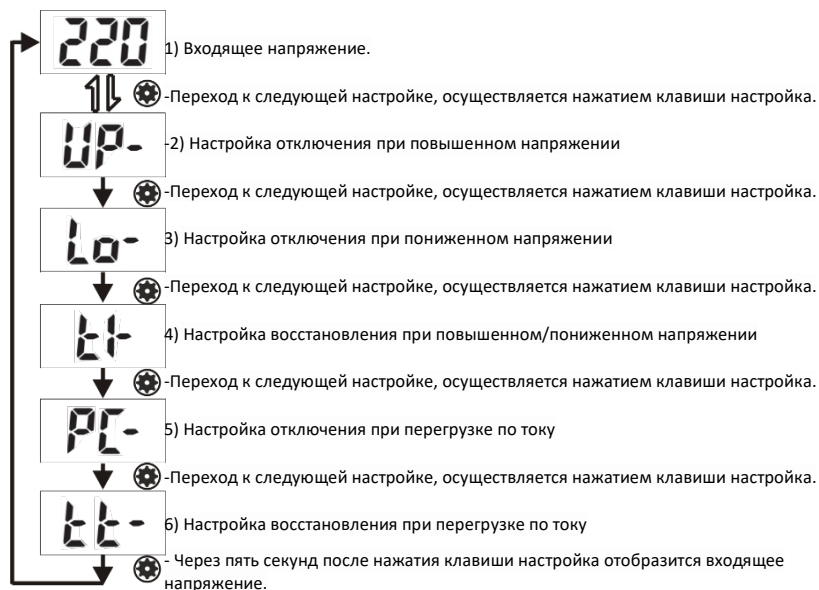 220
1) Входящее напряжение.
-Переход к следующей настройке, осуществляется нажатием клавиши настройка.
UP-
-2) Настройка отключения при повышенном напряжении
-Переход к следующей настройке, осуществляется нажатием клавиши настройка.
Lo-
3) Настройка отключения при пониженном напряжении
-Переход к следующей настройке, осуществляется нажатием клавиши настройка.
t1-
4) Настройка восстановления при повышенном/пониженном напряжении
-Переход к следующей настройке, осуществляется нажатием клавиши настройка.
PC-
5) Настройка отключения при перегрузке по току
-Переход к следующей настройке, осуществляется нажатием клавиши настройка.
tt-
6) Настройка восстановления при перегрузке по току
- Через пять секунд после нажатия клавиши настройка отобразится входящее
напряжение.